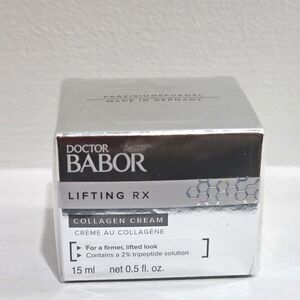 PRÄZISIONSFORMEL
MADE IN GERMANY
DOCTOR
BABOR
LIFTING RX
COLLAGEN CREAM
CRÈME AU COLLAGÈNE
For a firmer, lifted look
Contains a 2% tripeptide solution
15 ml net 0.5 fl. oz.